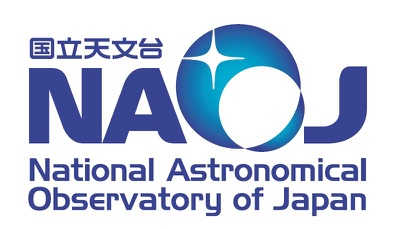 国立天文台
NAOJ
National Astronomical
Observatory of Japan